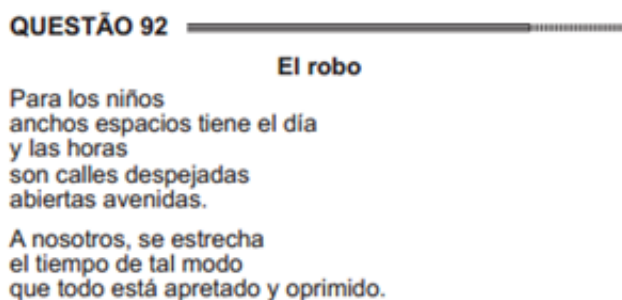 QUESTÃO 92
El robo
Para los niños
anchos espacios tiene el día
y las horas
son calles despejadas
abiertas avenidas.
A nosotros, se estrecha
el tiempo de tal modo
que todo está apretado y oprimido.